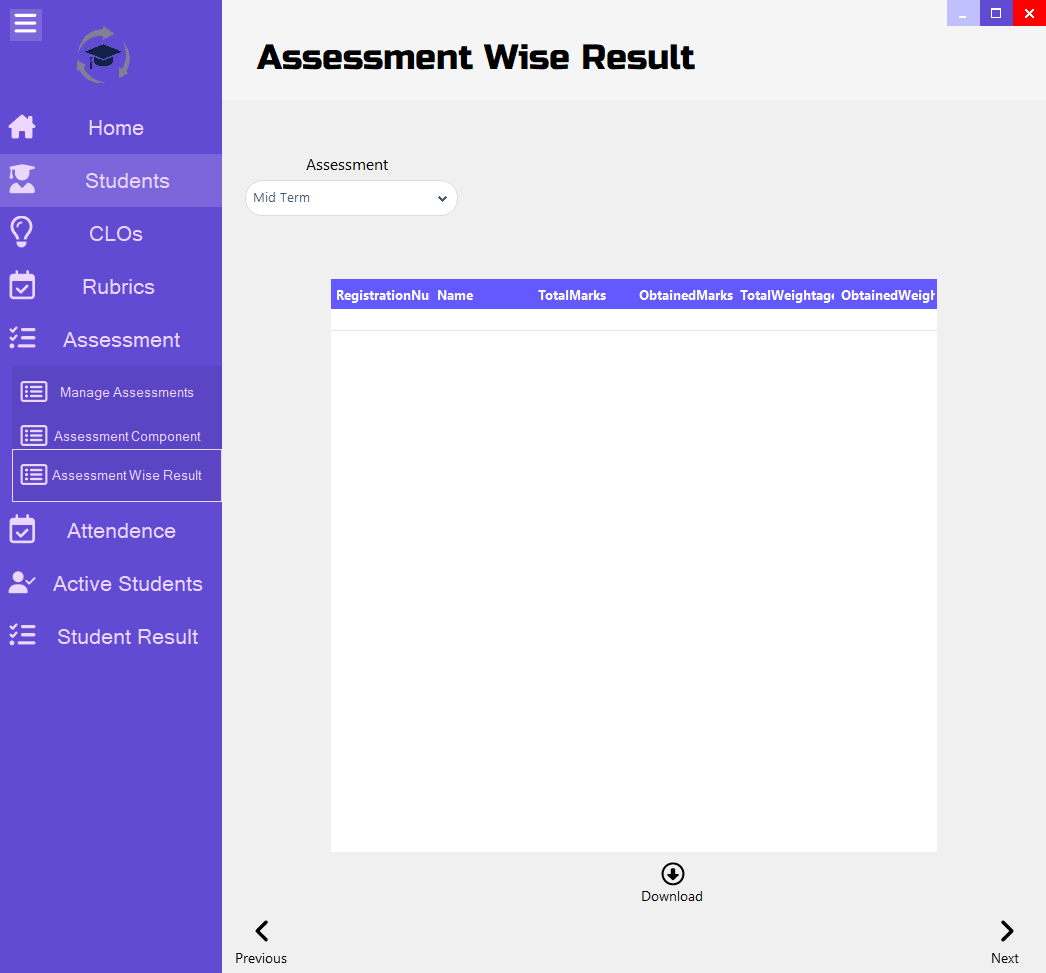 Assessment Wise Result
Home
Students
CLOs
Rubrics
Assessment
Manage Assessments
Assessment Component
Assessment Wise Result
Attendence
Active Students
Student Result
Assessment
Mid Term
RegistrationNu Name TotalMarks ObtainedMarks TotalWeightage ObtainedWeigh
Download
Previous
Next